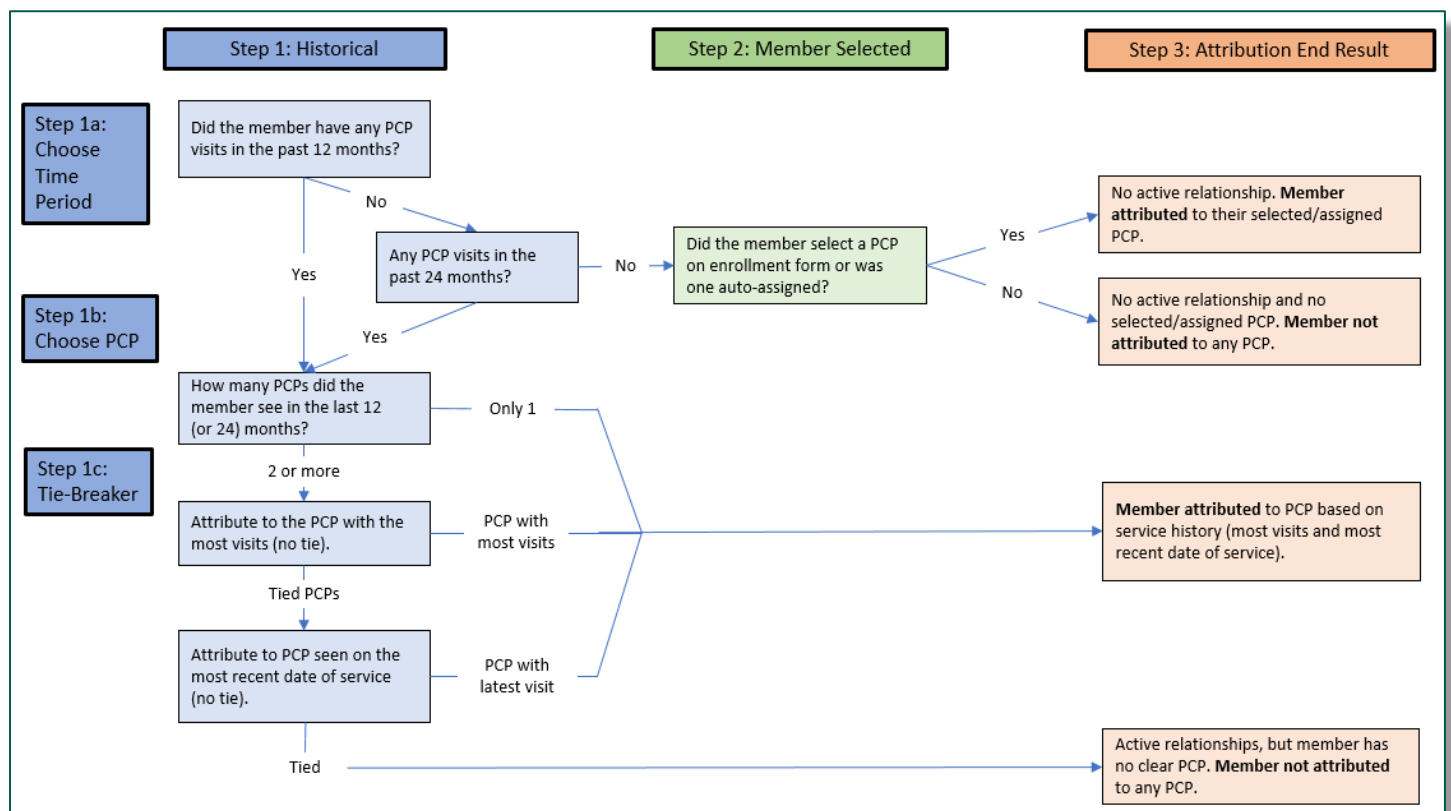 Step 1: Historical
Step 2: Member Selected
Step 3: Attribution End Result
Step 1a:
Choose
Time
Period
Did the member have any PCP
visits in the past 12 months?
No
Yes
Any PCP visits in the
past 24 months?
No
Yes
Did the member select a PCP
on enrollment form or was
one auto-assigned?
Yes
No
No active relationship. Member
attributed to their selected/assigned
PCP.
No active relationship and no
selected/assigned PCP. Member not
attributed to any PCP.
Step 1b:
Choose PCP
How many PCPs did the
member see in the last 12
(or 24) months?
Only 1
2 or more
Step 1c:
Tie-Breaker
Attribute to the PCP with the
most visits (no tie).
PCP with
most visits
Member attributed to PCP based on
service history (most visits and most
recent date of service).
Tied PCPs
Attribute to PCP seen on the
most recent date of service
(no tie).
PCP with
latest visit
Tied
Active relationships, but member has
no clear PCP. Member not attributed
to any PCP.